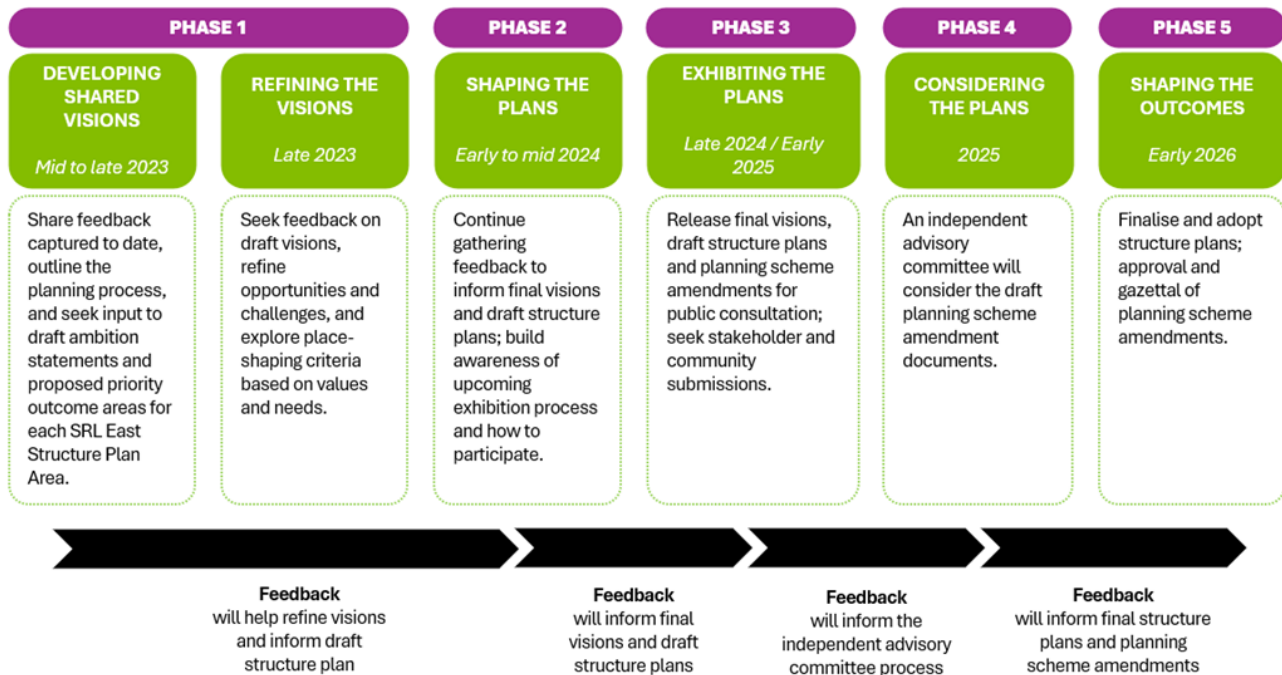 PHASE 1
PHASE 2
PHASE 3
PHASE 4
PHASE 5
DEVELOPING
SHARED
VISIONS
Mid to late 2023
REFINING THE
VISIONS
Late 2023
SHAPING THE
PLANS
Early to mid 2024
EXHIBITING THE
PLANS
Late 2024 / Early
2025
CONSIDERING
THE PLANS
2025
SHAPING THE
OUTCOMES
Early 2026
Share feedback
captured to date,
outline the
planning process,
and seek input to
draft ambition
statements and
proposed priority
outcome areas for
each SRL East
Structure Plan
Area.
Seek feedback on
draft visions,
refine
opportunities and
challenges, and
explore place-
shaping criteria
based on values
and needs.
Continue
gathering
feedback to
inform final visions
and draft structure
plans; build
awareness of
upcoming
exhibition process
and how to
participate.
Release final visions,
draft structure plans
and planning scheme
amendments for
public consultation;
seek stakeholder and
community
submissions.
An independent
advisory
committee will
consider the draft
planning scheme
amendment
documents.
Finalise and adopt
structure plans;
approval and
gazettal of
planning scheme
amendments.
Feedback
will help refine visions
and inform draft
structure plan
Feedback
will inform final
visions and draft
structure plans
Feedback
will inform the
independent advisory
committee process
Feedback
will inform final structure
plans and planning
scheme amendments